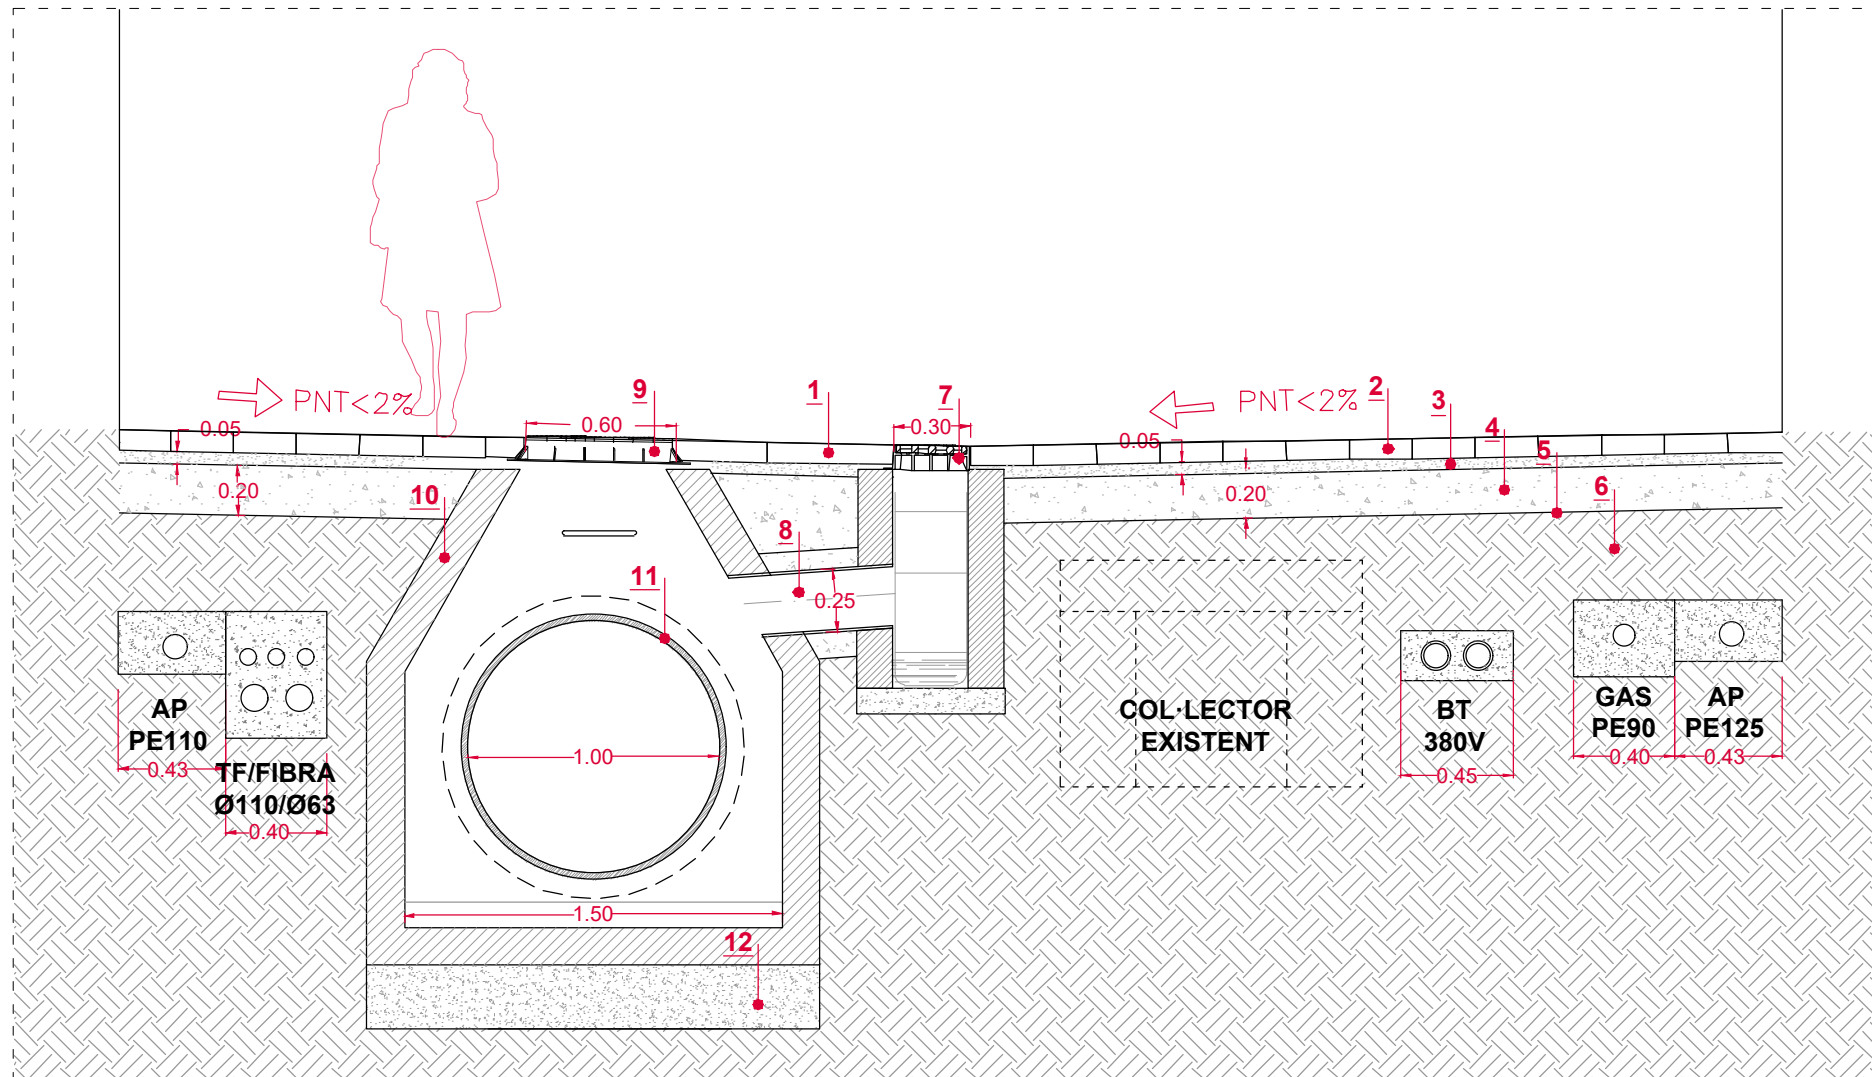 9
1
7
2
3
4
5
6
PNT<2%
PNT<2%
0.60
0.30
0.05
0.05
0.20
0.20
10
8
11
0.25
AP
PE110
0.43
TF/FIBRA
Ø110/Ø63
0.40
1.00
COL·LECTOR
EXISTENT
BT
380V
0.45
GAS
PE90
0.40
AP
PE125
0.43
1.50
12